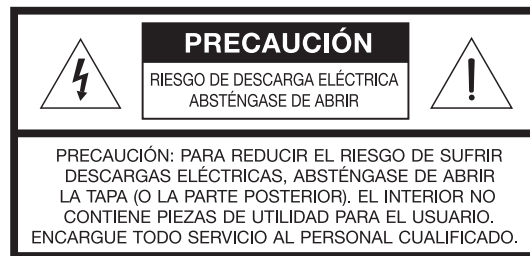 PRECAUCIÓN
RIESGO DE DESCARGA ELÉCTRICA
ABSTÉNGASE DE ABRIR
PRECAUCIÓN: PARA REDUCIR EL RIESGO DE SUFRIR
DESCARGAS ELÉCTRICAS, ABSTÉNGASE DE ABRIR
LA TAPA (O LA PARTE POSTERIOR). EL INTERIOR NO
CONTIENE PIEZAS DE UTILIDAD PARA EL USUARIO.
ENCARGUE TODO SERVICIO AL PERSONAL CUALIFICADO.